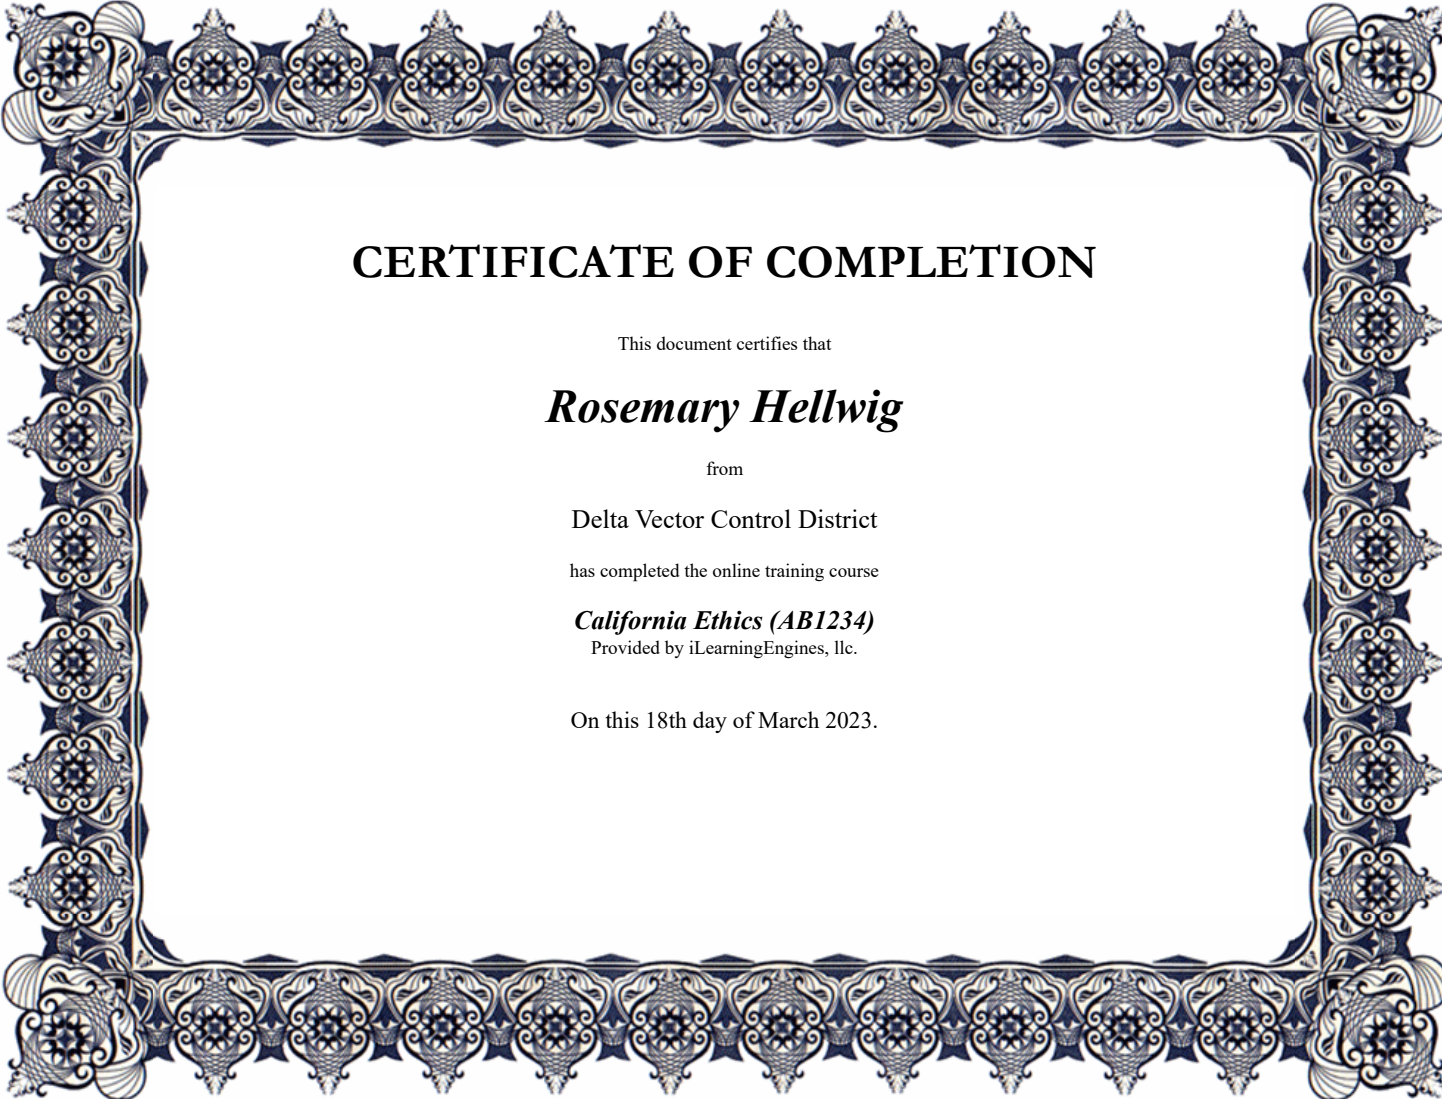 CERTIFICATE OF COMPLETION
This document certifies that
Rosemary Hellwig
from
Delta Vector Control District
has completed the online training course
California Ethics (AB1234)
Provided by iLearningEngines, llc.
On this 18th day of March 2023.